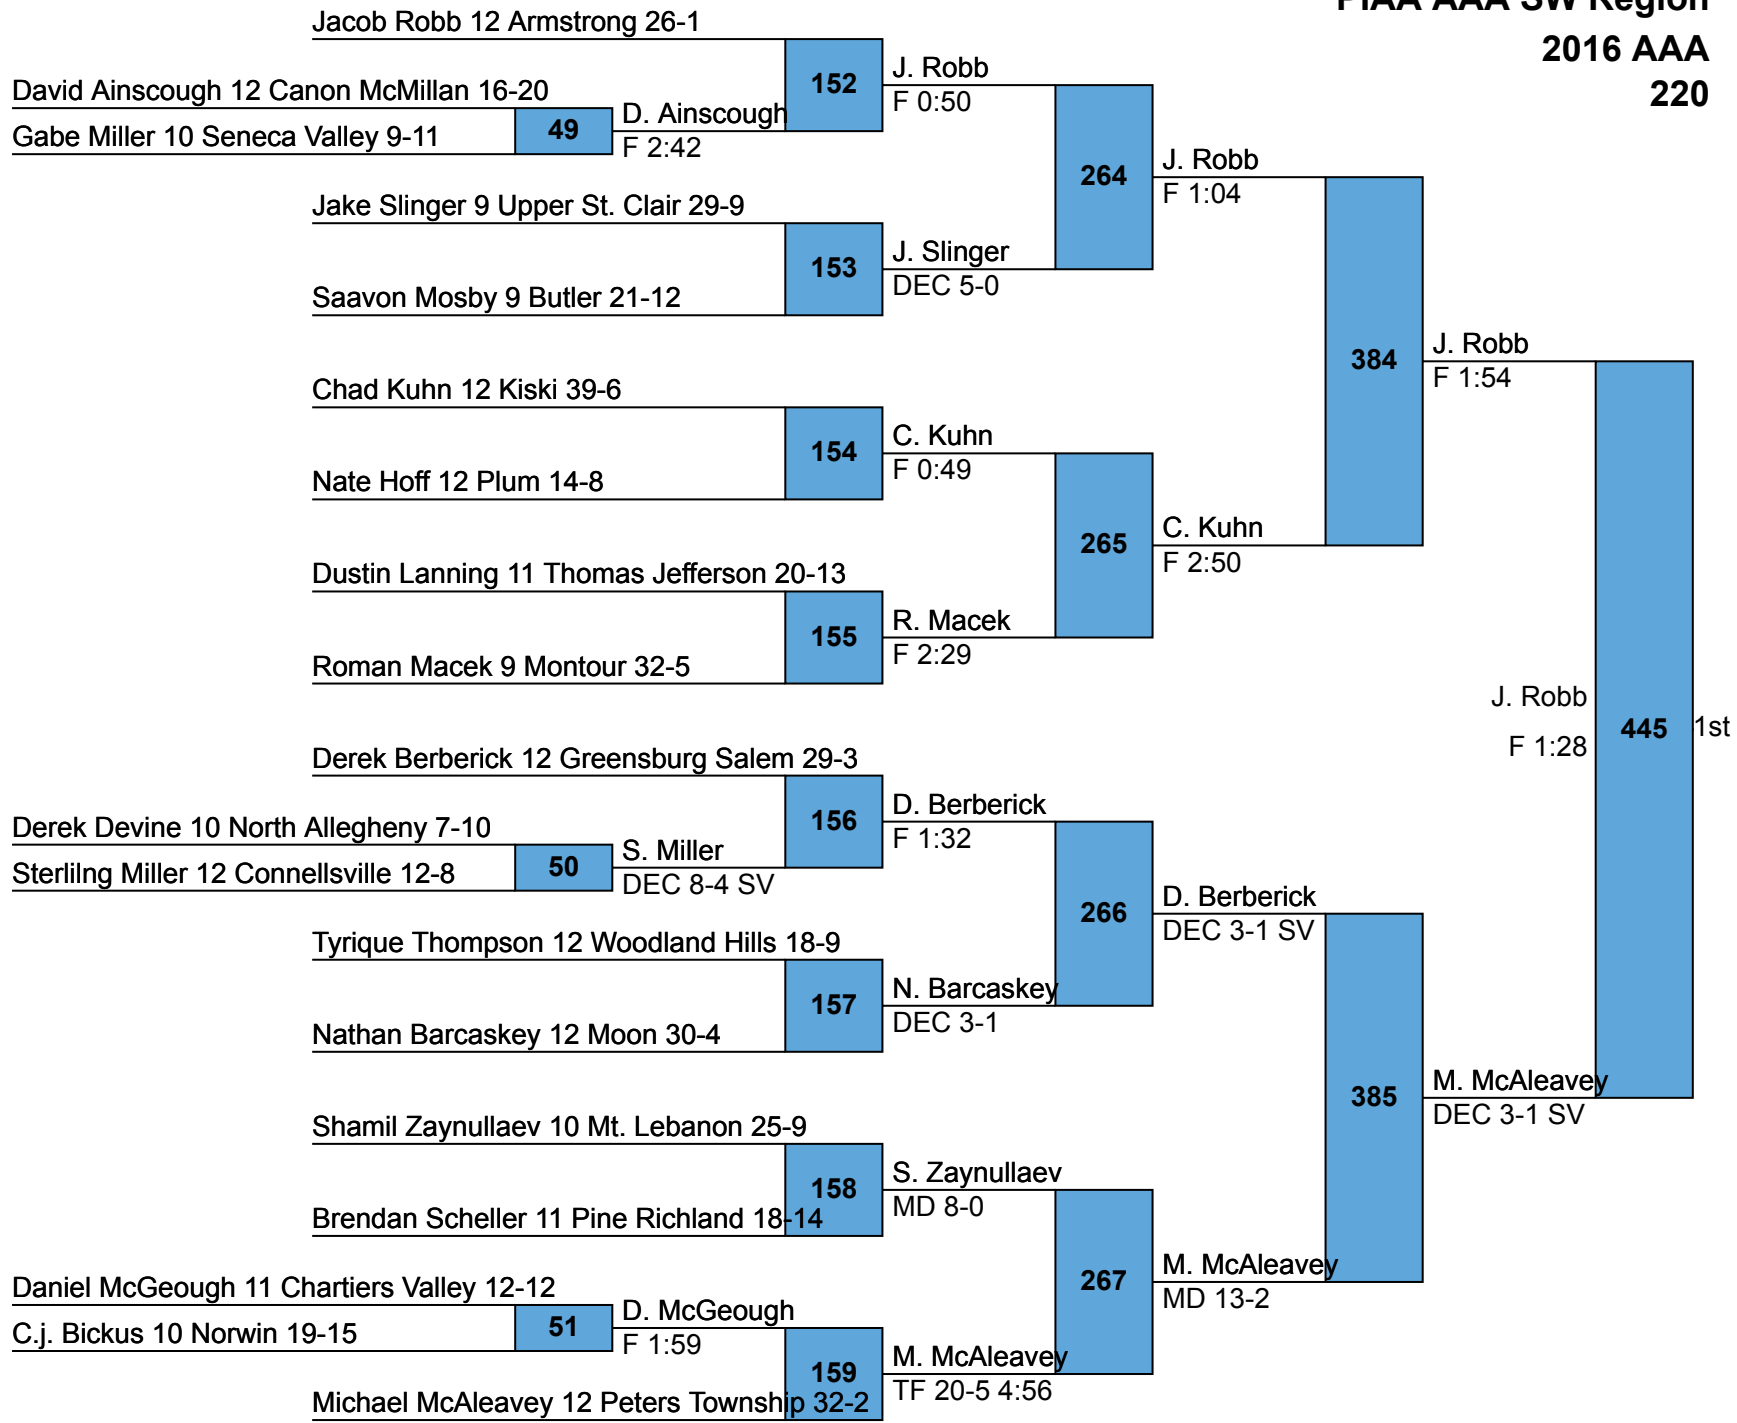 PIAA AAA SW Region
2016 AAA
220
Jacob Robb 12 Armstrong 26-1
152
J. Robb
F 0:50
David Ainscough 12 Canon McMillan 16-20
49
D. Ainscough
F 2:42
Gabe Miller 10 Seneca Valley 9-11
264
J. Robb
F 1:04
Jake Slinger 9 Upper St. Clair 29-9
153
J. Slinger
DEC 5-0
Saavon Mosby 9 Butler 21-12
384
J. Robb
F 1:54
Chad Kuhn 12 Kiski 39-6
154
C. Kuhn
F 0:49
Nate Hoff 12 Plum 14-8
265
C. Kuhn
F 2:50
Dustin Lanning 11 Thomas Jefferson 20-13
155
R. Macek
F 2:29
Roman Macek 9 Montour 32-5
J. Robb
F 1:28
445
1st
Derek Berberick 12 Greensburg Salem 29-3
156
D. Berberick
F 1:32
Derek Devine 10 North Allegheny 7-10
50
S. Miller
DEC 8-4 SV
Sterlilng Miller 12 Connellsville 12-8
266
D. Berberick
DEC 3-1 SV
Tyrique Thompson 12 Woodland Hills 18-9
157
N. Barcaskey
DEC 3-1
Nathan Barcaskey 12 Moon 30-4
385
M. McAleavey
DEC 3-1 SV
Shamil Zaynullaev 10 Mt. Lebanon 25-9
158
S. Zaynullaev
MD 8-0
Brendan Scheller 11 Pine Richland 18-14
267
M. McAleavey
MD 13-2
Daniel McGeough 11 Chartiers Valley 12-12
51
D. McGeough
F 1:59
C.j. Bickus 10 Norwin 19-15
159
M. McAleavey
TF 20-5 4:56
Michael McAleavey 12 Peters Township 32-2